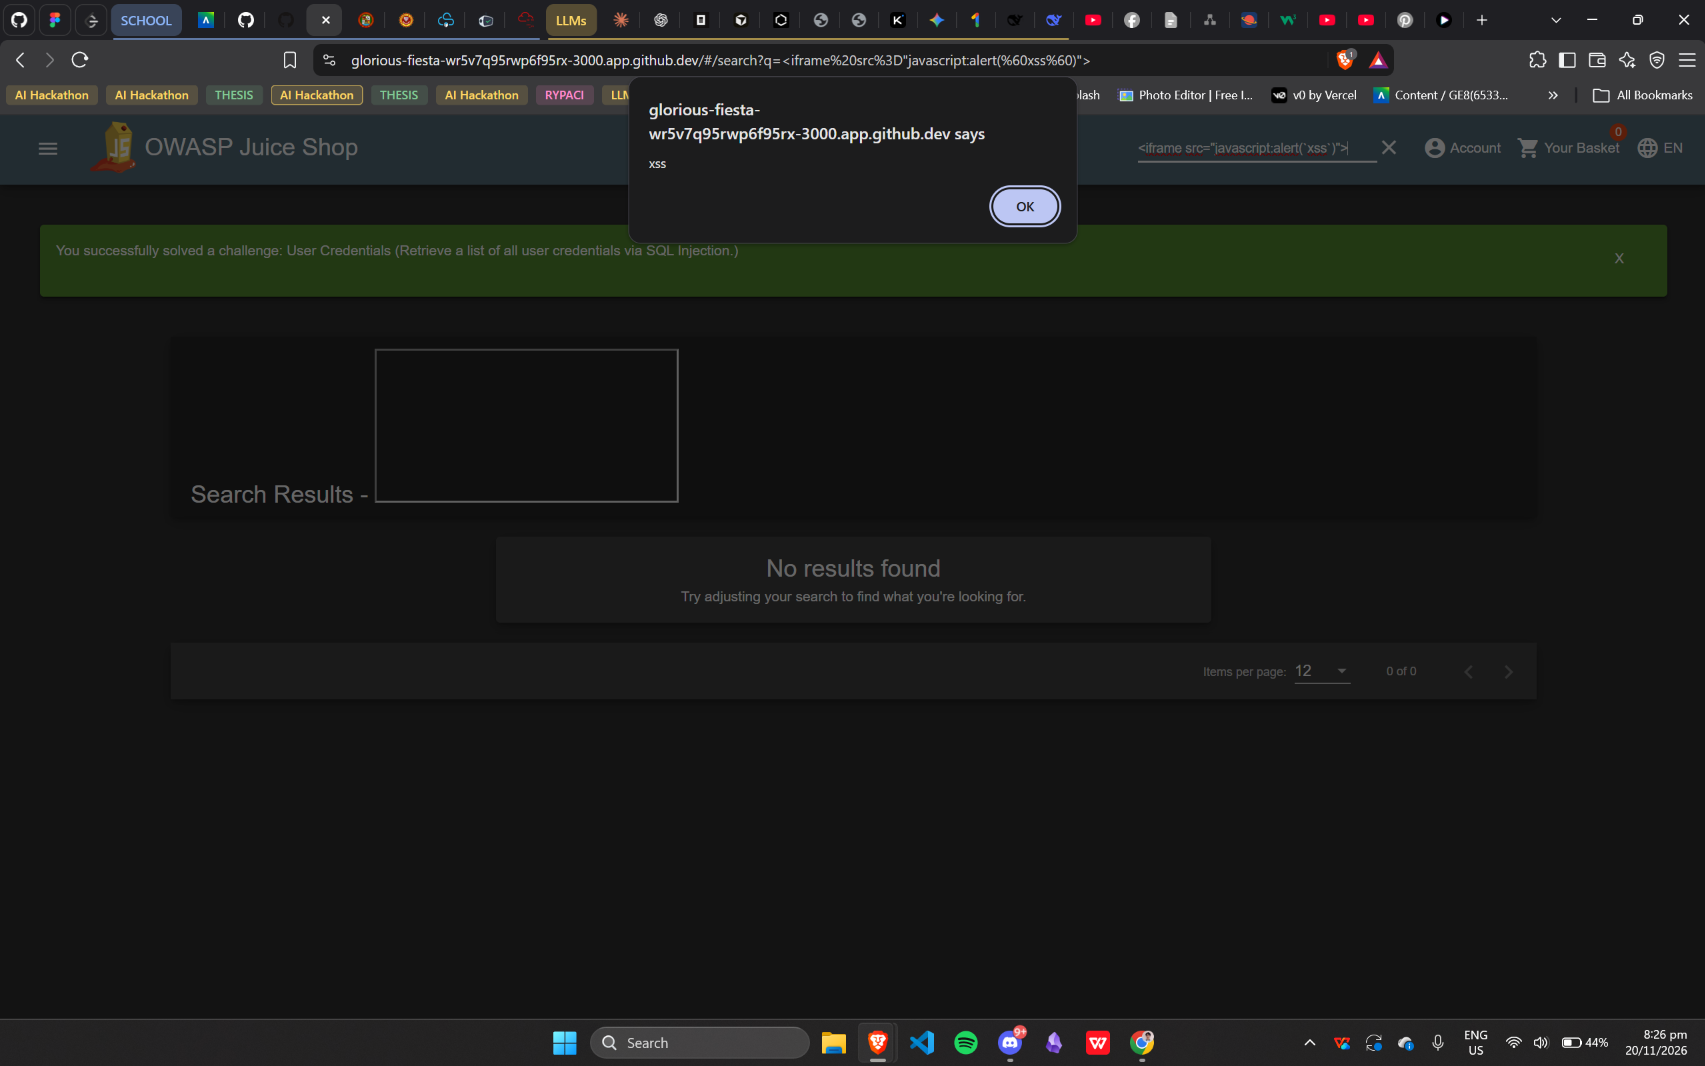 SCHOOL
LLMs
glorious-fiesta-wr5v7q95rwp6f95rx-3000.app.github.dev/#/search?q=<iframe%20src%3D"javascript:alert(%60xss%60)">
1
AI Hackathon
AI Hackathon
THESIS
AI Hackathon
THESIS
AI Hackathon
RYPACI
LLM
lash
Photo Editor | Free I...
v0 by Vercel
Content / GE8(6533...
»
All Bookmarks
glorious-fiesta-
wr5v7q95rwp6f95rx-3000.app.github.dev says
xss
OK
OWASP Juice Shop
<iframe src="javascript:alert(`xss`)">
Account
0
Your Basket
EN
You successfully solved a challenge: User Credentials (Retrieve a list of all user credentials via SQL Injection.)
X
Search Results -
No results found
Try adjusting your search to find what you're looking for.
Items per page:
12
0 of 0
Search
9+
ENG
US
44%
8:26 pm
20/11/2026